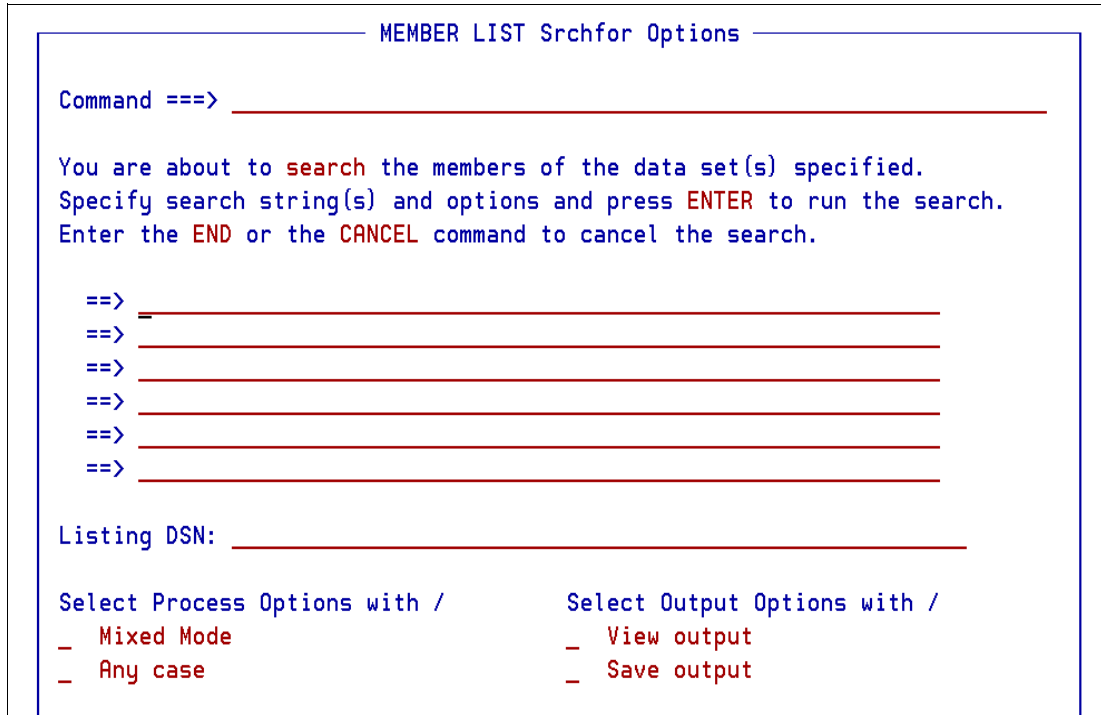 MEMBER LIST Srchfor Options
Command ===> 
You are about to search the members of the data set(s) specified.
Specify search string(s) and options and press ENTER to run the search.
Enter the END or the CANCEL command to cancel the search.
==>
==>
==>
==>
==>
==>
Listing DSN:
Select Process Options with / Select Output Options with /
_ Mixed Mode _ View output
_ Any case _ Save output